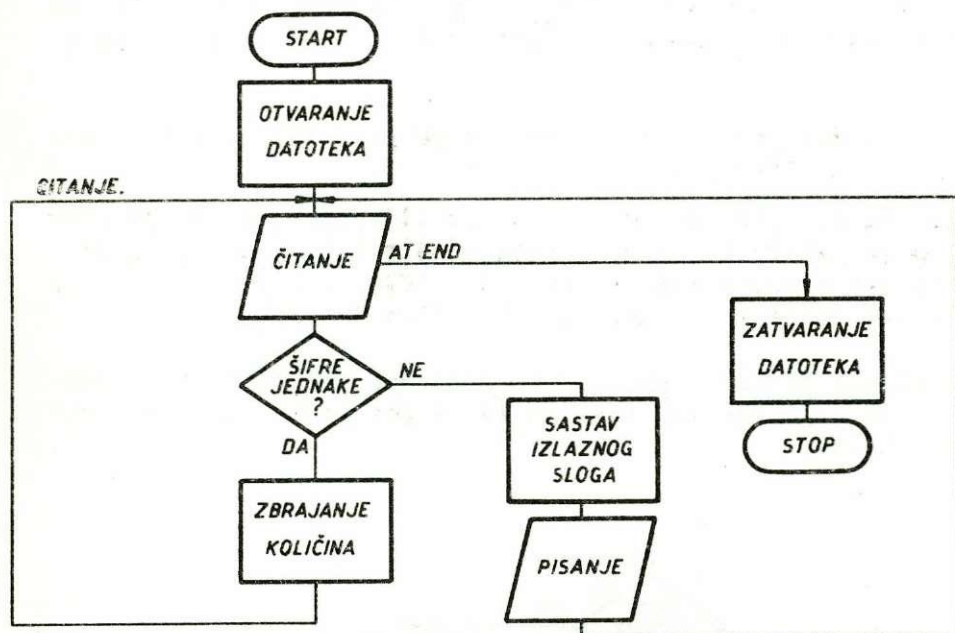 START
OTVARANJE
DATOTEKA
ČITANJE.
ČITANJE
AT END
ZATVARANJE
DATOTEKA
STOP
ŠIFRE
JEDNAKE
?
NE
DA
SASTAV
IZLAZNOG
SLOGA
ZBRAJANJE
KOLIČINA
PISANJE